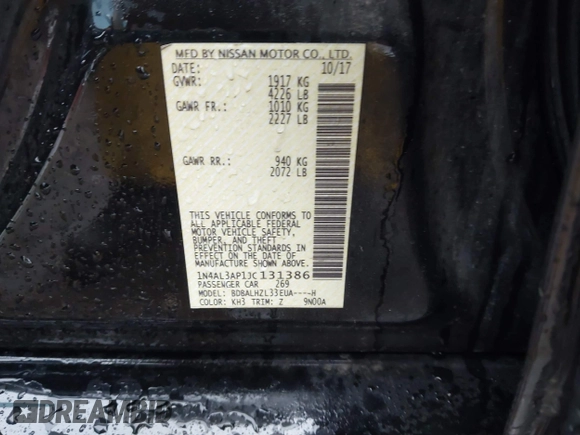 MFD BY NISSAN MOTOR CO., LTD.
DATE: 10/17
GVWR: 1917 KG
4226 LB
GAWR FR.: 1010 KG
2227 LB
GAWR RR.: 940 KG
2072 LB
THIS VEHICLE CONFORMS TO
ALL APPLICABLE FEDERAL
MOTOR VEHICLE SAFETY,
BUMPER, AND THEFT
PREVENTION STANDARDS
IN EFFECT ON THE DATE
OF MANUFACTURE SHOWN ABOVE.
1N4AL3AP1JC131386
PASSENGER CAR 269
MODEL: BDBALHZL33EUA----H
COLOR: KH3 TRIM: Z 9N00A
DREAMBID